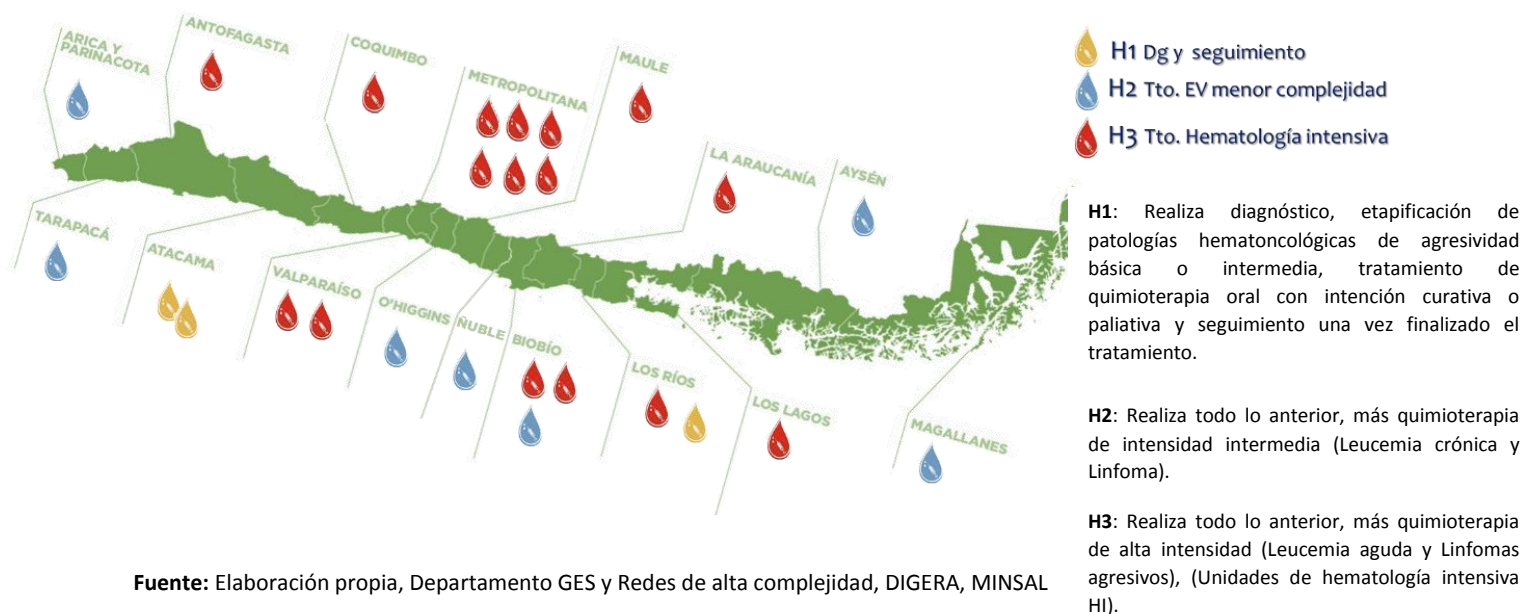 ARICA Y
PARINACOTA
ANTOFAGASTA
COQUIMBO
METROPOLITANA
MAULE
LA ARAUCANÍA
AYSÉN
TARAPACÁ
ATACAMA
VALPARAÍSO
O'HIGGINS
ÑUBLE
BIOBÍO
LOS RÍOS
LOS LAGOS
MAGALLANES
H1 Dg y seguimiento
H2 Tto. EV menor complejidad
H3 Tto. Hematología intensiva
H1: Realiza diagnóstico, etapificación de
patologías hematoncológicas de agresividad
básica o intermedia, tratamiento de
quimioterapia oral con intención curativa o
paliativa y seguimiento una vez finalizado el
tratamiento.
H2: Realiza todo lo anterior, más quimioterapia
de intensidad intermedia (Leucemia crónica y
Linfoma).
H3: Realiza todo lo anterior, más quimioterapia
de alta intensidad (Leucemia aguda y Linfomas
agresivos), (Unidades de hematología intensiva
HI).
Fuente: Elaboración propia, Departamento GES y Redes de alta complejidad, DIGERA, MINSAL